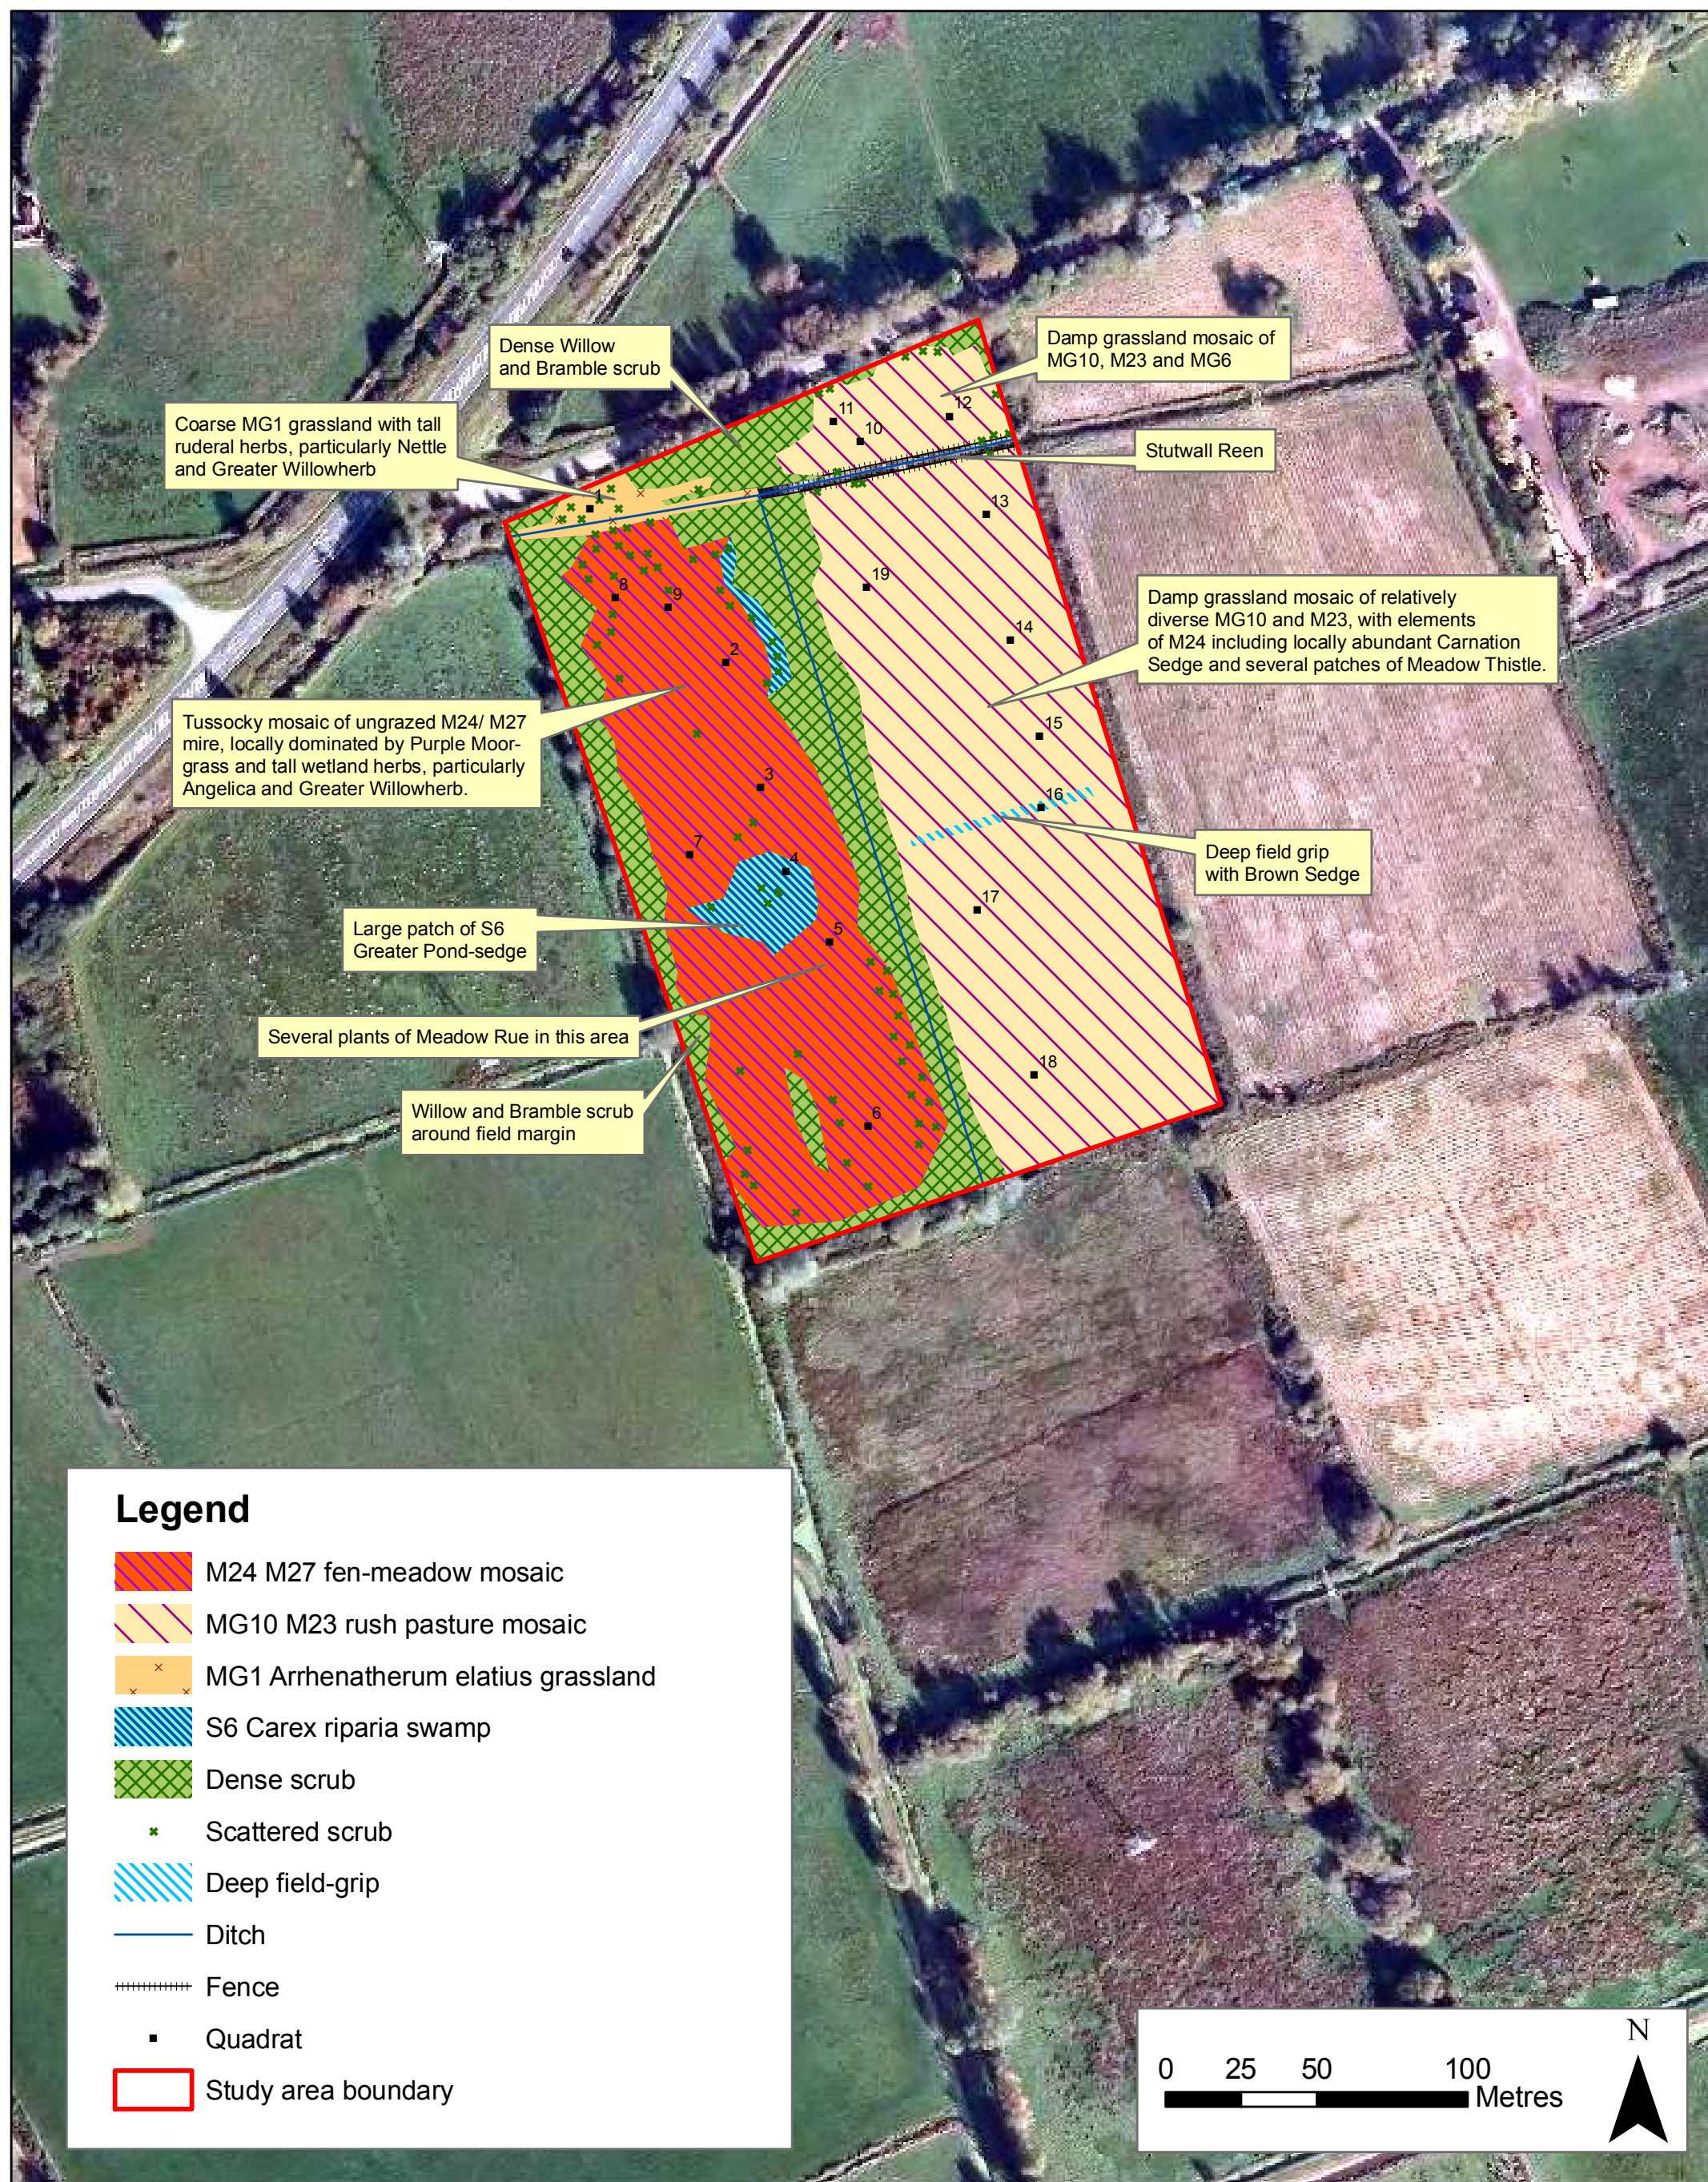 Dense Willow
and Bramble scrub
Damp grassland mosaic of
MG10, M23 and MG6
Coarse MG1 grassland with tall
ruderal herbs, particularly Nettle
and Greater Willowherb
Stutwall Reen
11
12
10
1
13
19
8
9
14
2
Damp grassland mosaic of relatively
diverse MG10 and M23, with elements
of M24 including locally abundant Carnation
Sedge and several patches of Meadow Thistle.
Tussocky mosaic of ungrazed M24/ M27
mire, locally dominated by Purple Moor-
grass and tall wetland herbs, particularly
Angelica and Greater Willowherb.
15
3
16
7
4
Deep field grip
with Brown Sedge
17
Large patch of S6
Greater Pond-sedge
5
Several plants of Meadow Rue in this area
18
Willow and Bramble scrub
around field margin
6
Legend
M24 M27 fen-meadow mosaic
MG10 M23 rush pasture mosaic
MG1 Arrhenatherum elatius grassland
S6 Carex riparia swamp
Dense scrub
Scattered scrub
Deep field-grip
Ditch
Fence
Quadrat
Study area boundary
N
0 25 50 100
Metres